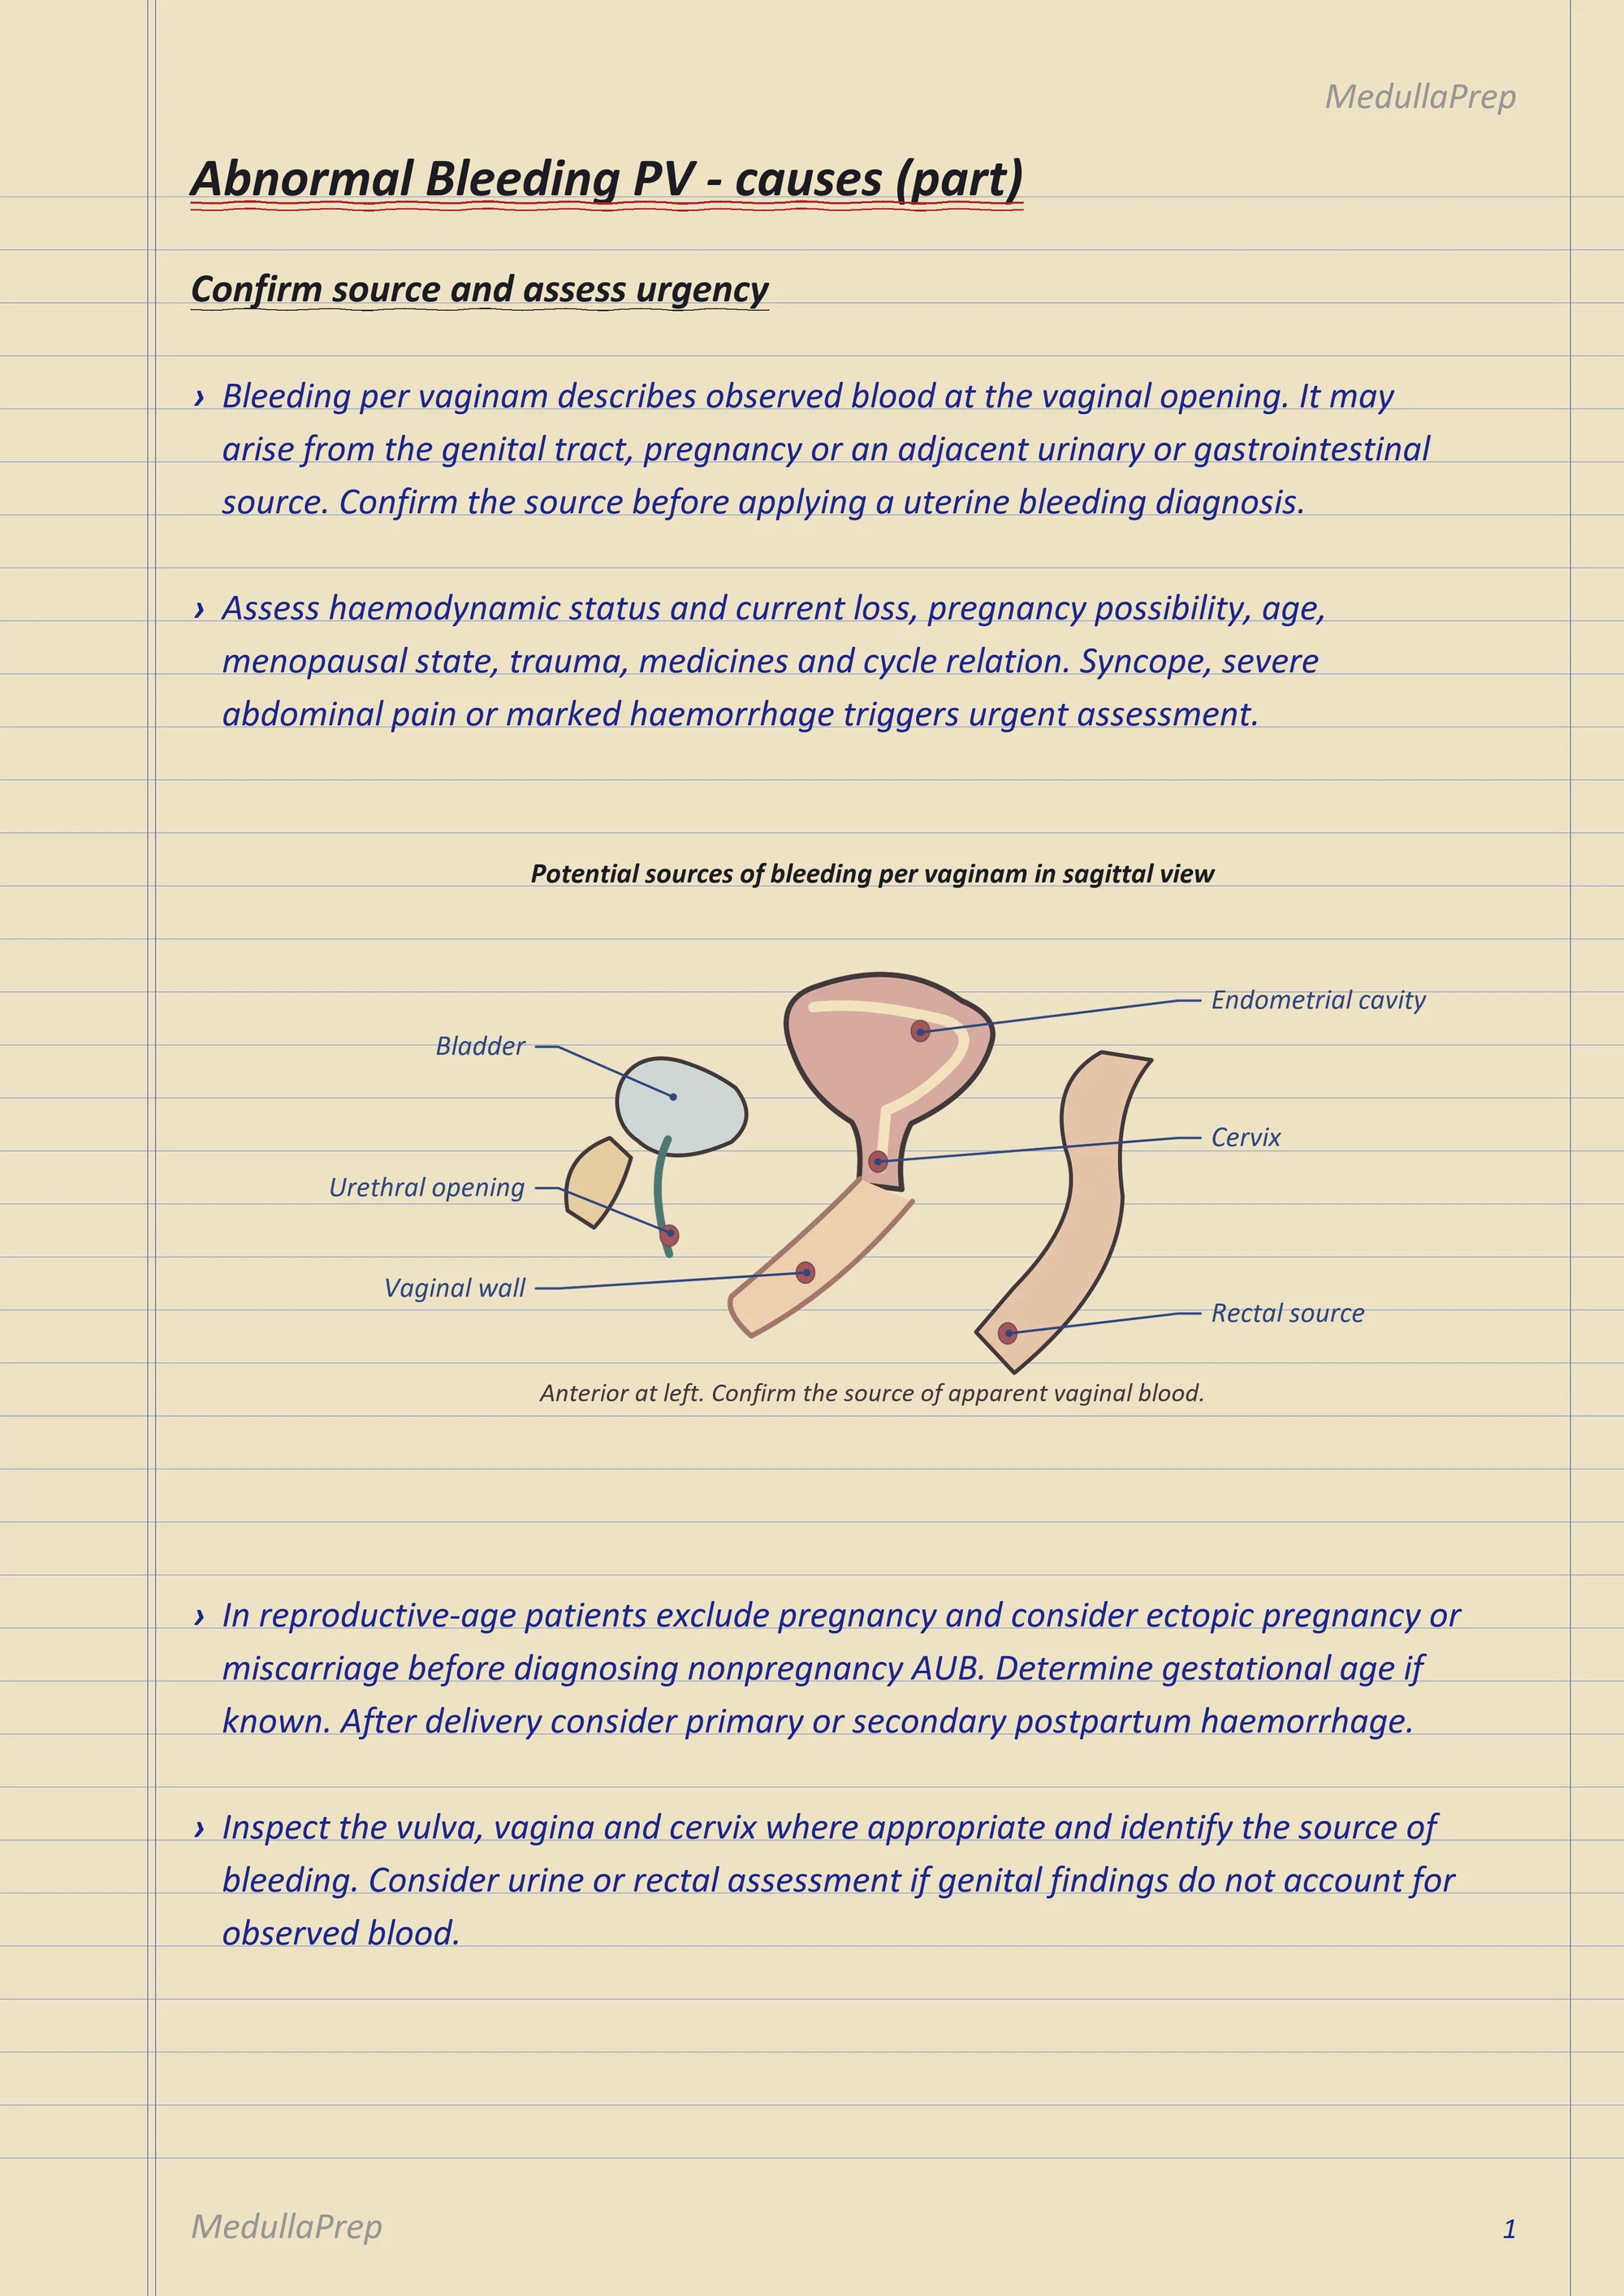 MedullaPrep
Abnormal Bleeding PV - causes (part)
Confirm source and assess urgency
› Bleeding per vaginam describes observed blood at the vaginal opening. It may
arise from the genital tract, pregnancy or an adjacent urinary or gastrointestinal
source. Confirm the source before applying a uterine bleeding diagnosis.
› Assess haemodynamic status and current loss, pregnancy possibility, age,
menopausal state, trauma, medicines and cycle relation. Syncope, severe
abdominal pain or marked haemorrhage triggers urgent assessment.
Potential sources of bleeding per vaginam in sagittal view
Endometrial cavity
Bladder
Cervix
Urethral opening
Vaginal wall
Rectal source
Anterior at left. Confirm the source of apparent vaginal blood.
› In reproductive-age patients exclude pregnancy and consider ectopic pregnancy or
miscarriage before diagnosing nonpregnancy AUB. Determine gestational age if
known. After delivery consider primary or secondary postpartum haemorrhage.
› Inspect the vulva, vagina and cervix where appropriate and identify the source of
bleeding. Consider urine or rectal assessment if genital findings do not account for
observed blood.
MedullaPrep
1